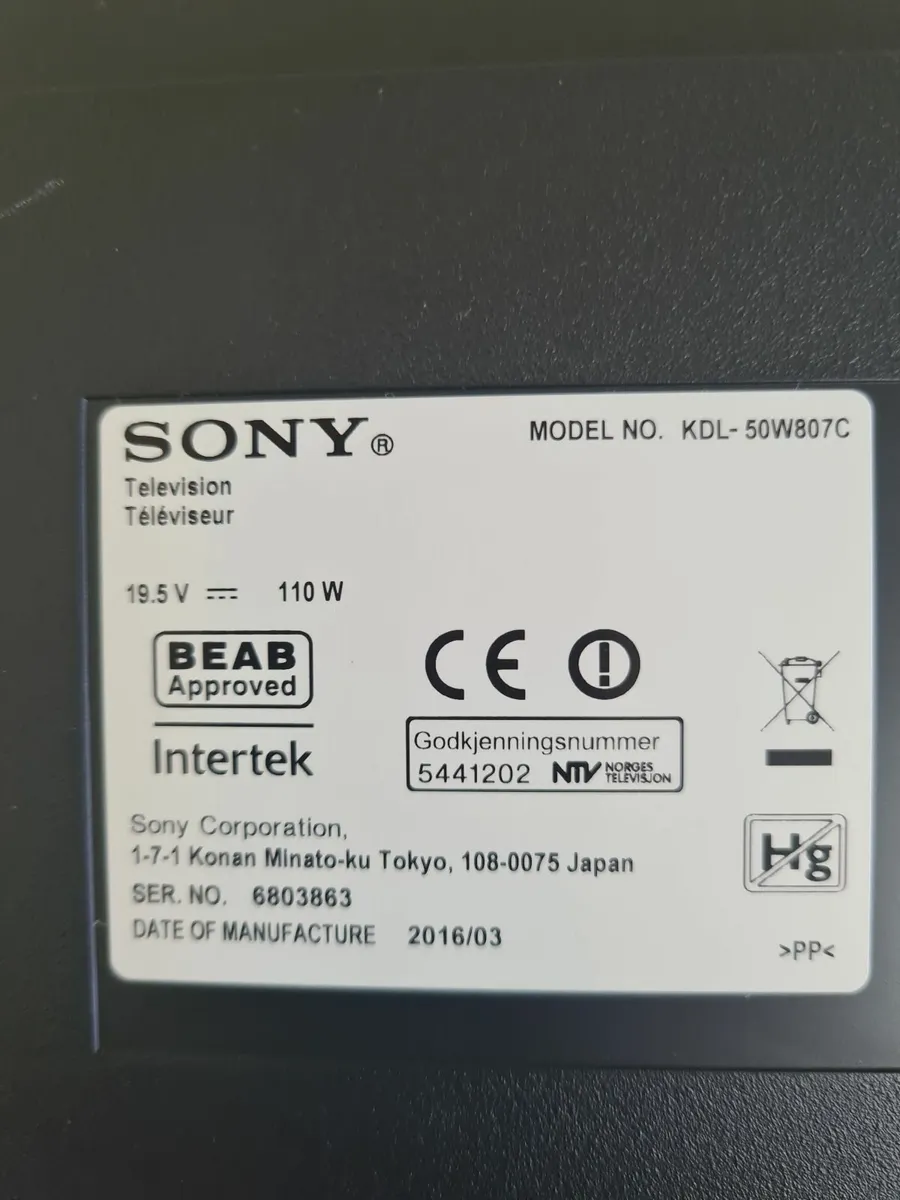 SONY®
MODEL NO. KDL- 50W807C
Television
Téléviseur
19.5 V 110 W
BEAB
Approved
Intertek
CE
Godkjenningsnummer
5441202 NTV NORGES TELEVISJON
Hg
Sony Corporation,
1-7-1 Konan Minato-ku Tokyo, 108-0075 Japan
SER. NO. 6803863
DATE OF MANUFACTURE 2016/03
>PP<